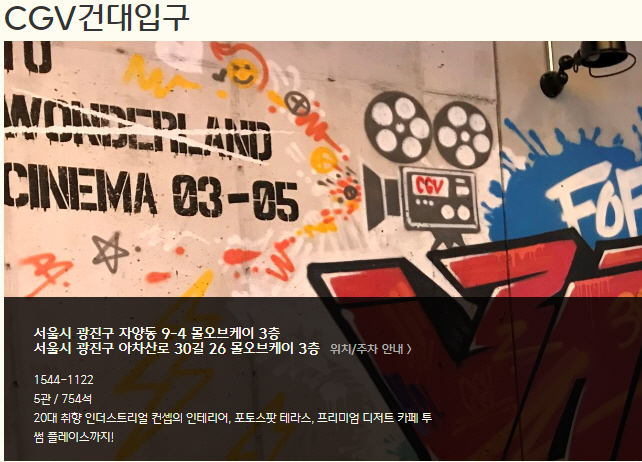 CGV건대입구
TO
WONDERLAND
CINEMA 03-05
CGV
FOF
서울시 광진구 자양동 9-4 몰오브케이 3층
서울시 광진구 아차산로 30길 26 몰오브케이 3층 위치/주차 안내 >
1544-1122
5관 / 754석
20대 취향 인더스트리얼 컨셉의 인테리어, 포토스팟 테라스, 프리미엄 디저트 카페 투
썸 플레이스까지!